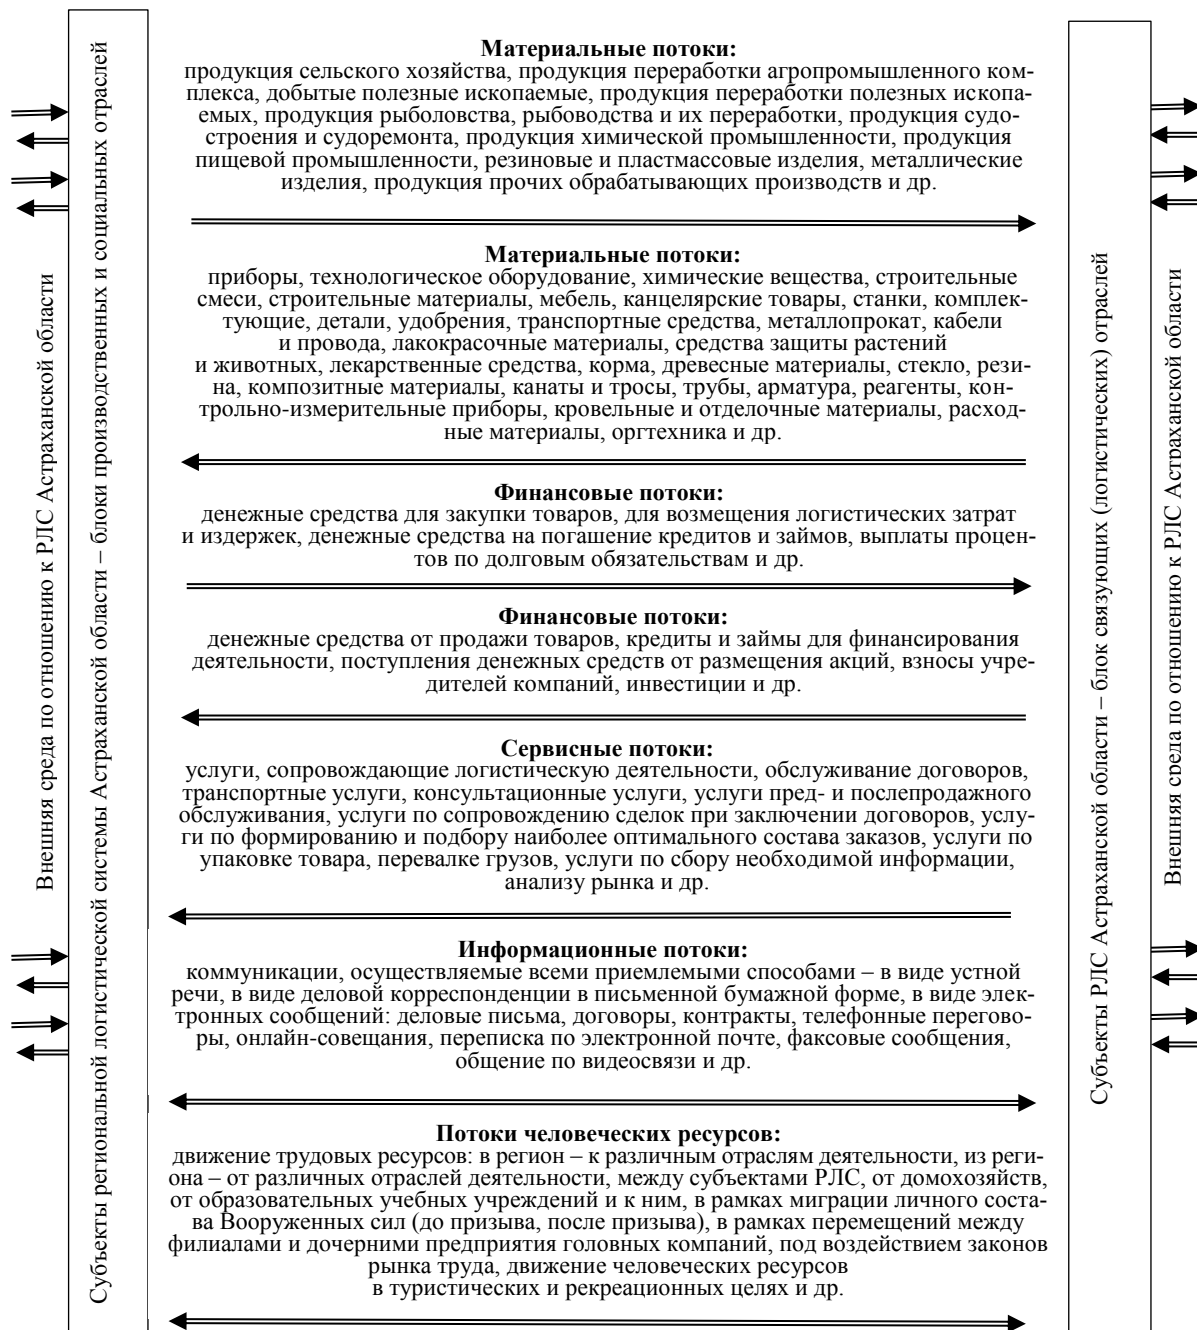 Внешняя среда по отношению к РЛС Астраханской области
Субъекты региональной логистической системы Астраханской области – блоки производственных и социальных отраслей
Материальные потоки:
продукция сельского хозяйства, продукция переработки агропромышленного ком-
плекса, добытые полезные ископаемые, продукция переработки полезных ископа-
емых, продукция рыболовства, рыбоводства и их переработки, продукция судо-
строения и судоремонта, продукция химической промышленности, продукция
пищевой промышленности, резиновые и пластмассовые изделия, металлические
изделия, продукция прочих обрабатывающих производств и др.
Материальные потоки:
приборы, технологическое оборудование, химические вещества, строительные
смеси, строительные материалы, мебель, канцелярские товары, станки, комплек-
тующие, детали, удобрения, транспортные средства, металлопрокат, кабели
и провода, лакокрасочные материалы, средства защиты растений
и животных, лекарственные средства, корма, древесные материалы, стекло, рези-
на, композитные материалы, канаты и тросы, трубы, арматура, реагенты, кон-
трольно-измерительные приборы, кровельные и отделочные материалы, расход-
ные материалы, оргтехника и др.
Финансовые потоки:
денежные средства для закупки товаров, для возмещения логистических затрат
и издержек, денежные средства на погашение кредитов и займов, выплаты процен-
тов по долговым обязательствам и др.
Финансовые потоки:
денежные средства от продажи товаров, кредиты и займы для финансирования
деятельности, поступления денежных средств от размещения акций, взносы учре-
дителей компаний, инвестиции и др.
Сервисные потоки:
услуги, сопровождающие логистическую деятельности, обслуживание договоров,
транспортные услуги, консультационные услуги, услуги пред- и послепродажного
обслуживания, услуги по сопровождению сделок при заключении договоров, услу-
ги по формированию и подбору наиболее оптимального состава заказов, услуги по
упаковке товара, перевалке грузов, услуги по сбору необходимой информации,
анализу рынка и др.
Информационные потоки:
коммуникации, осуществляемые всеми приемлемыми способами – в виде устной
речи, в виде деловой корреспонденции в письменной бумажной форме, в виде элек-
тронных сообщений: деловые письма, договоры, контракты, телефонные перегово-
ры, онлайн-совещания, переписка по электронной почте, факсовые сообщения,
общение по видеосвязи и др.
Потоки человеческих ресурсов:
движение трудовых ресурсов: в регион – к различным отраслям деятельности, из реги-
она – от различных отраслей деятельности, между субъектами РЛС, от домохозяйств,
от образовательных учебных учреждений и к ним, в рамках миграции личного соста-
ва Вооруженных сил (до призыва, после призыва), в рамках перемещений между
филиалами и дочерними предприятия головных компаний, под воздействием законов
рынка труда, движение человеческих ресурсов
в туристических и рекреационных целях и др.
Субъекты РЛС Астраханской области – блок связующих (логистических) отраслей
Внешняя среда по отношению к РЛС Астраханской области